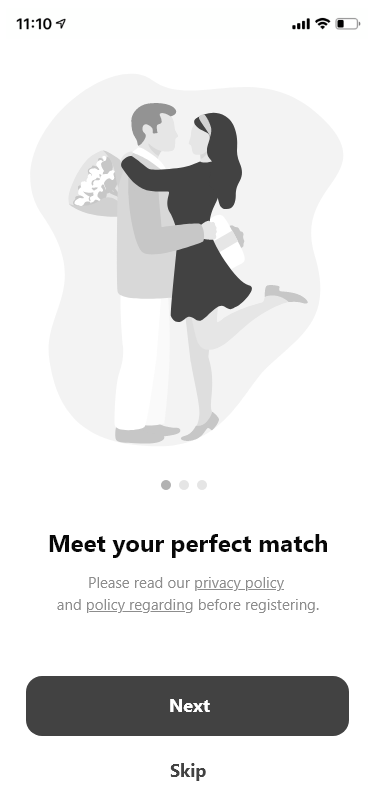 11:10
Meet your perfect match
Please read our privacy policy
and policy regarding before registering.
Next
Skip